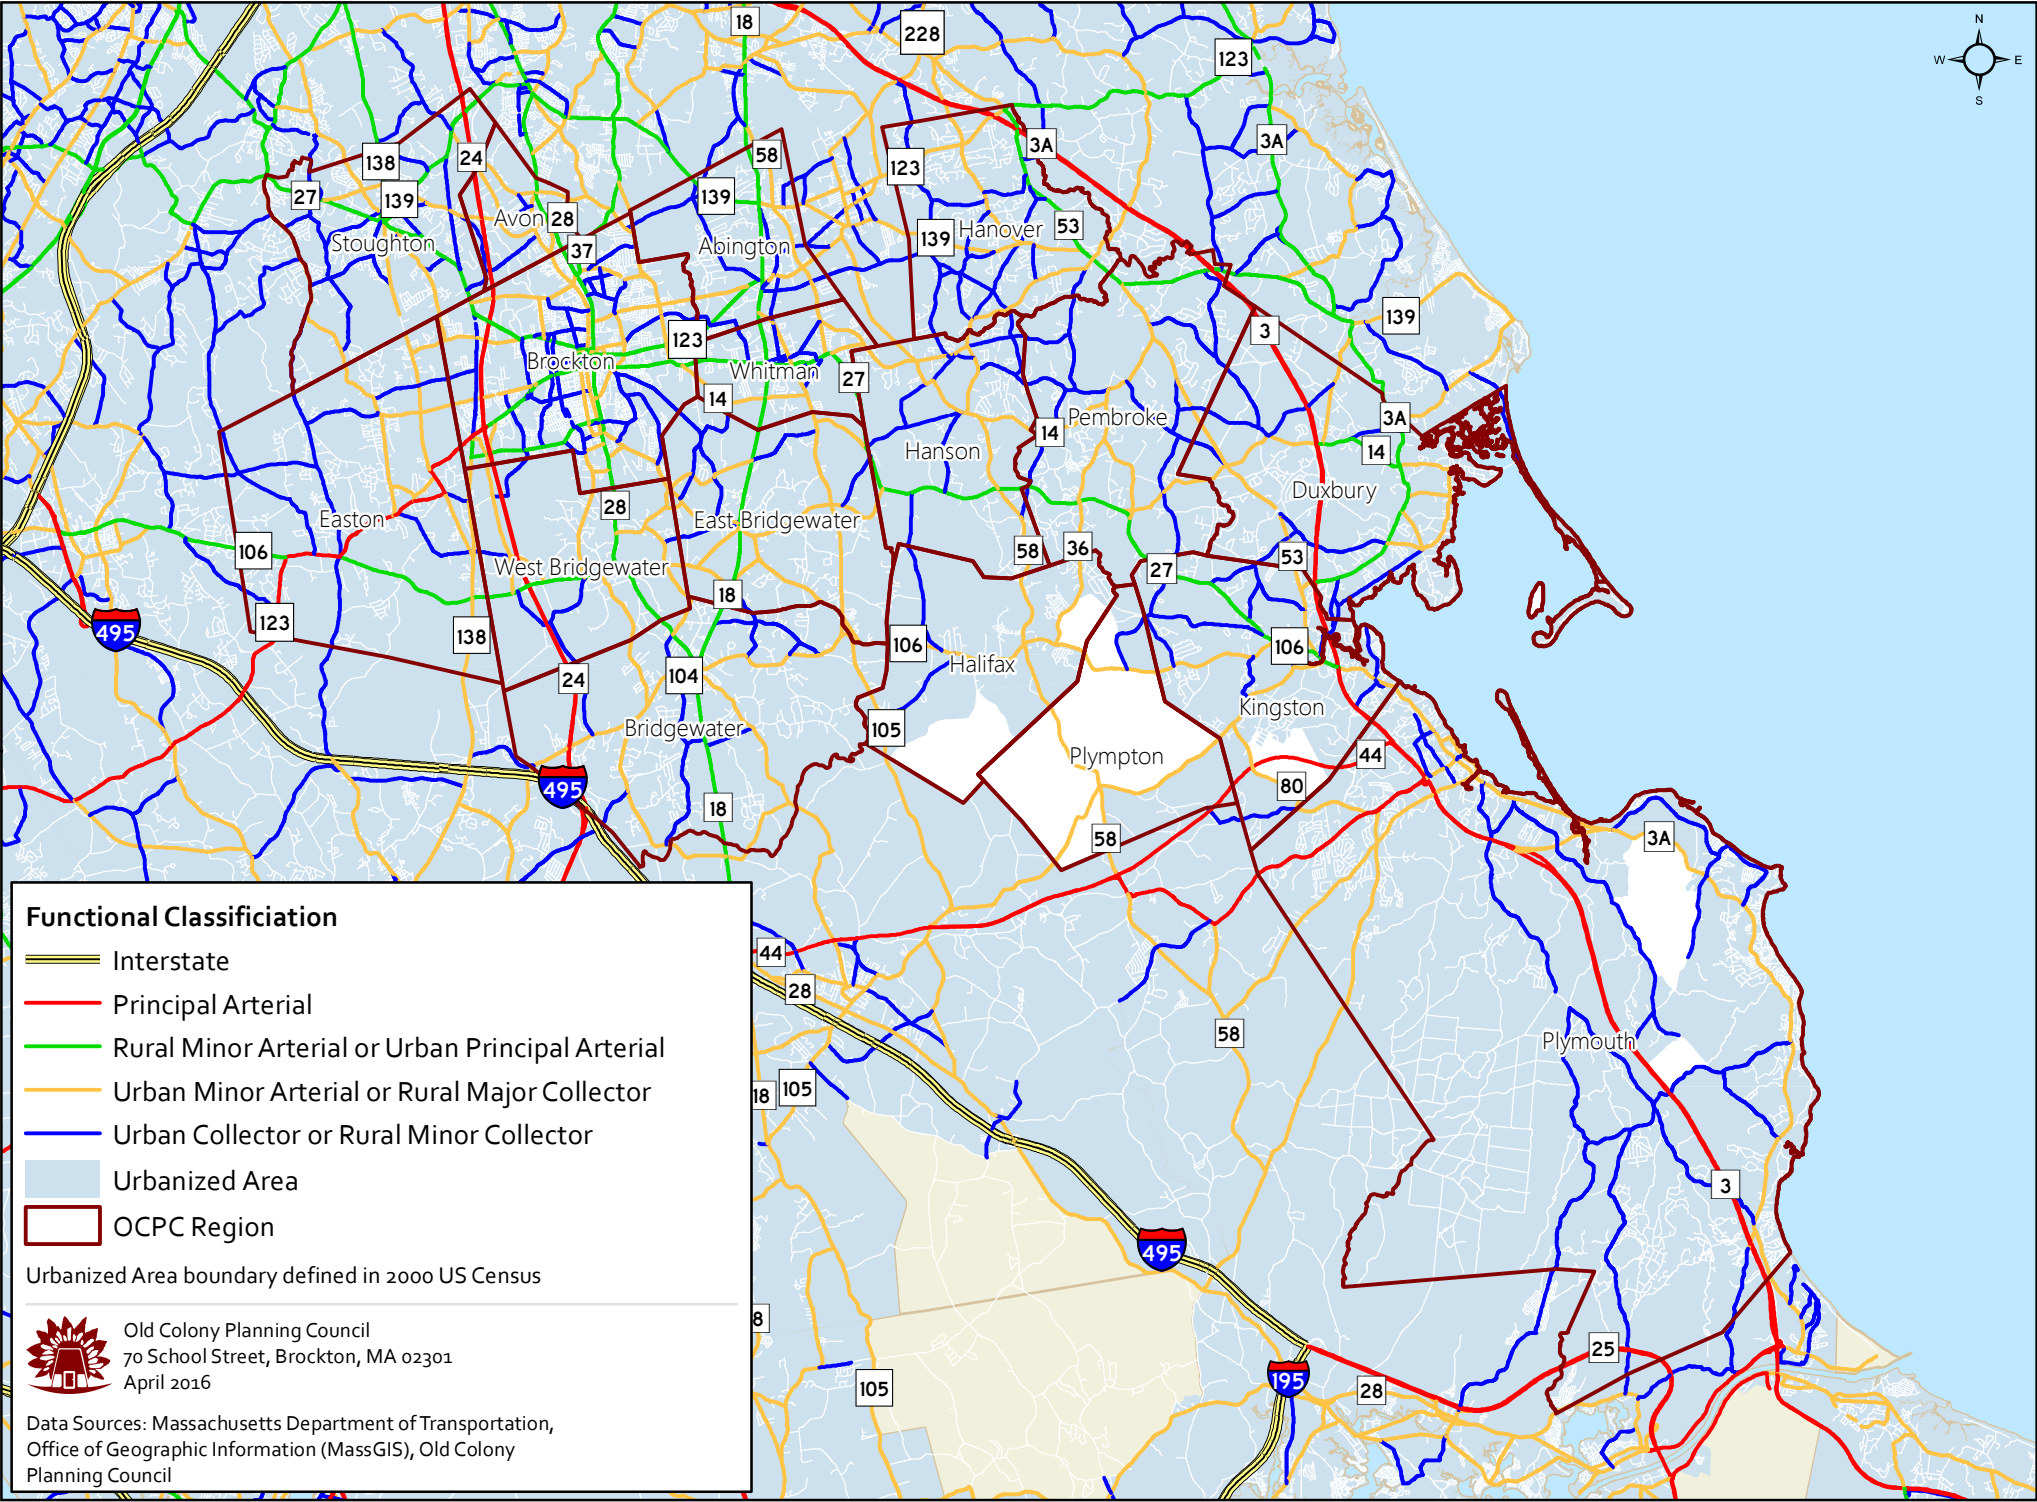 18
228
123
N
W
E
S
138
24
58
3A
3A
27
139
139
123
Avon
28
53
Stoughton
37
Abington
139
Hanover
139
3
123
Brockton
Whitman
27
14
Pembroke
3A
14
Hanson
14
Duxbury
28
Easton
East Bridgewater
106
58
36
53
West Bridgewater
27
18
495
123
138
106
106
Halifax
24
104
Kingston
105
Bridgewater
Plympton
44
495
80
18
58
3A
Functional Classificiation
Interstate
Principal Arterial
Rural Minor Arterial or Urban Principal Arterial
Urban Minor Arterial or Rural Major Collector
Urban Collector or Rural Minor Collector
Urbanized Area
OCPC Region
Urbanized Area boundary defined in 2000 US Census
Old Colony Planning Council
70 School Street, Brockton, MA 02301
April 2016
Data Sources: Massachusetts Department of Transportation,
Office of Geographic Information (MassGIS), Old Colony
Planning Council
44
28
58
Plymouth
18
105
3
495
8
25
195
28
105